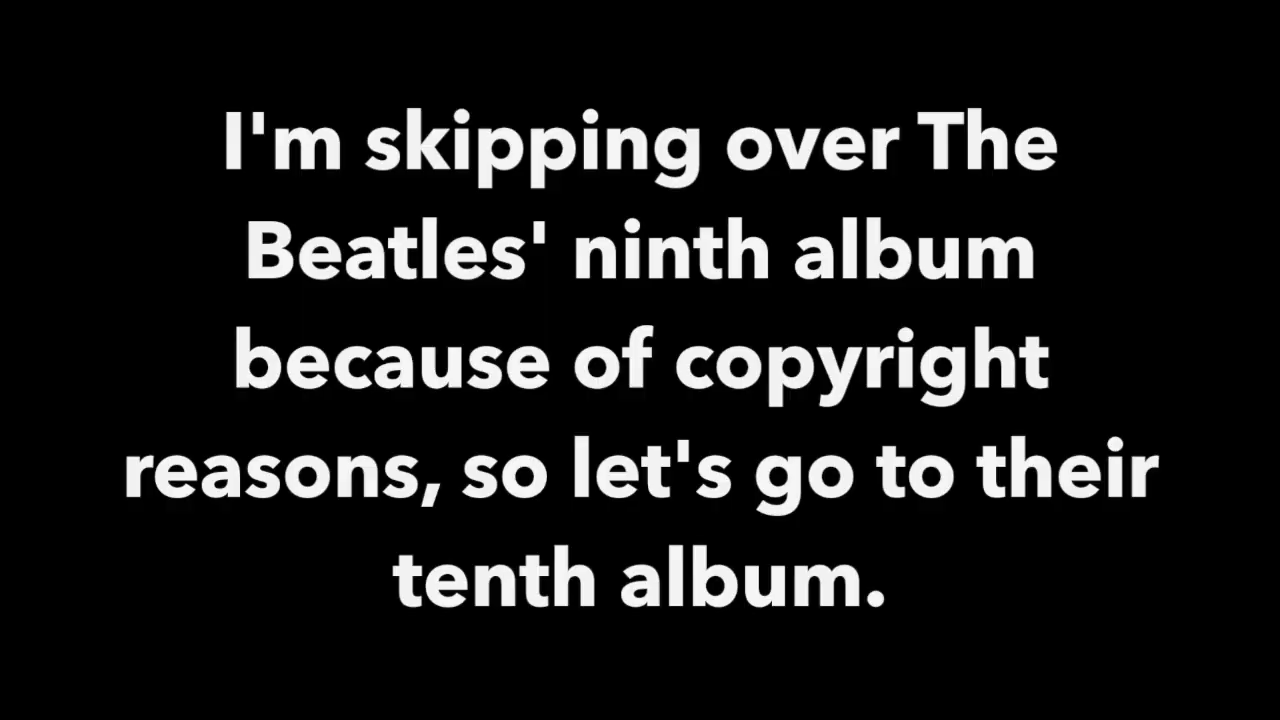 I'm skipping over The
Beatles' ninth album
because of copyright
reasons, so let's go to their
tenth album.